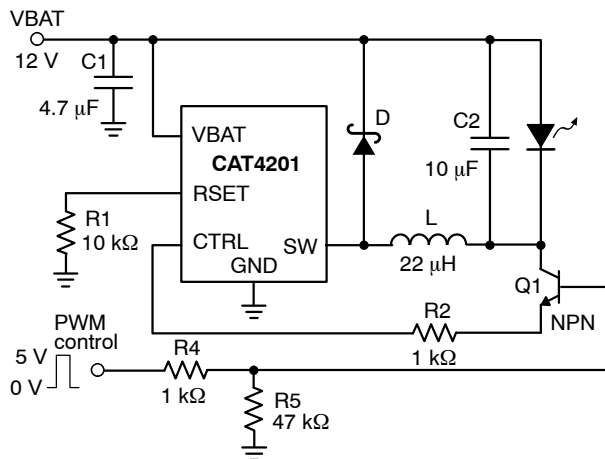 VBAT
12 V
C1
4.7 μF
VBAT
CAT4201
RSET
CTRL
SW
GND
D
C2
10 μF
R1
10 kΩ
L
22 μH
Q1
NPN
R2
1 kΩ
PWM
control
5 V
0 V
R4
1 kΩ
R5
47 kΩ